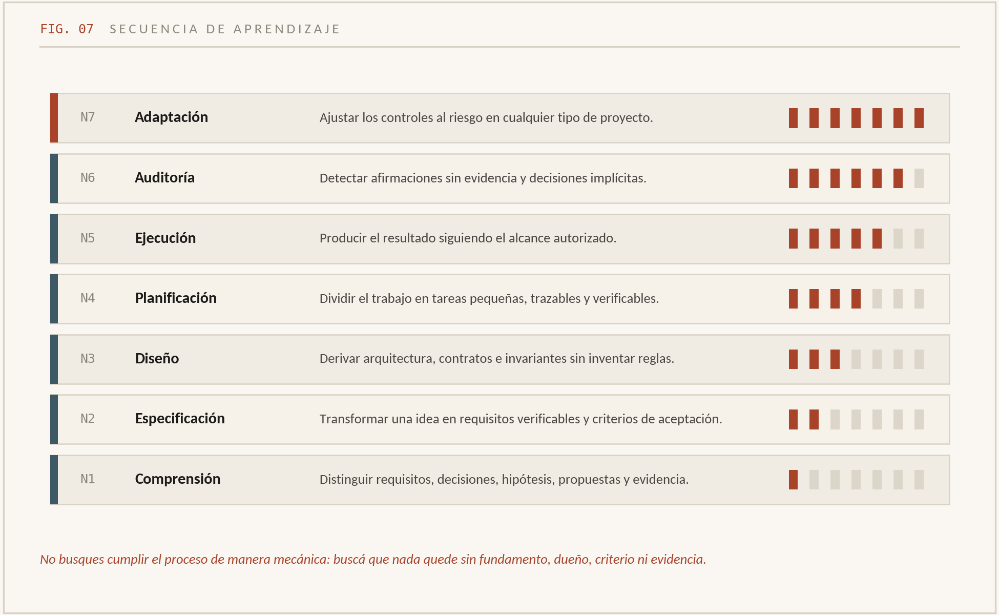 FIG. 07 SECUENCIA DE APRENDIZAJE
N7 Adaptación Ajustar los controles al riesgo en cualquier tipo de proyecto.
N6 Auditoría Detectar afirmaciones sin evidencia y decisiones implícitas.
N5 Ejecución Producir el resultado siguiendo el alcance autorizado.
N4 Planificación Dividir el trabajo en tareas pequeñas, trazables y verificables.
N3 Diseño Derivar arquitectura, contratos e invariantes sin inventar reglas.
N2 Especificación Transformar una idea en requisitos verificables y criterios de aceptación.
N1 Comprensión Distinguir requisitos, decisiones, hipótesis, propuestas y evidencia.
No busques cumplir el proceso de manera mecánica: buscá que nada quede sin fundamento, dueño, criterio ni evidencia.